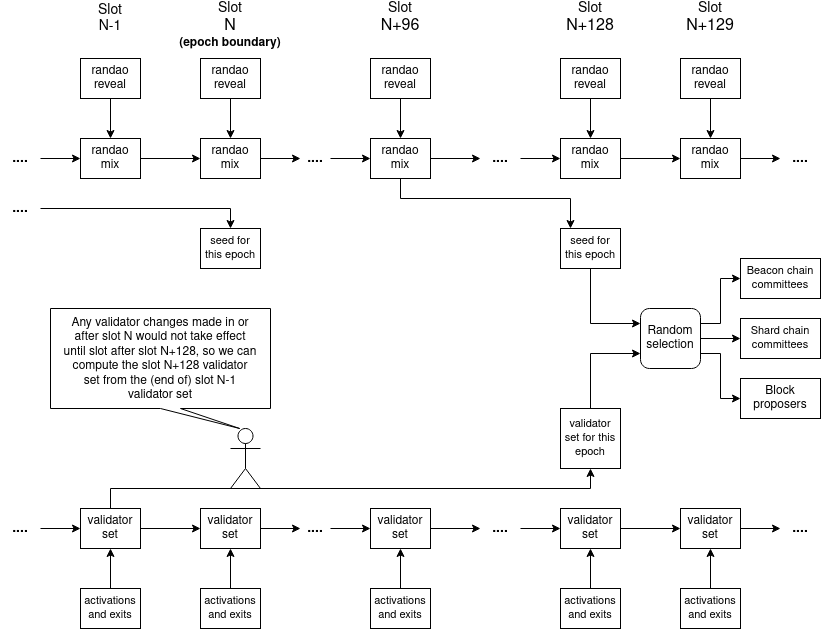 Slot
N-1
Slot
N
(epoch boundary)
Slot
N+96
Slot
N+128
Slot
N+129
randao
reveal
randao
reveal
randao
reveal
randao
reveal
randao
reveal
....
randao
mix
randao
mix
....
randao
mix
....
randao
mix
randao
mix
....
....
seed for
this epoch
seed for
this epoch
Beacon chain
committees
Any validator changes made in or
after slot N would not take effect
until slot after slot N+128, so we can
compute the slot N+128 validator
set from the (end of) slot N-1
validator set
Random
selection
Shard chain
committees
Block
proposers
validator
set for this
epoch
....
validator
set
validator
set
....
validator
set
....
validator
set
validator
set
....
activations
and exits
activations
and exits
activations
and exits
activations
and exits
activations
and exits